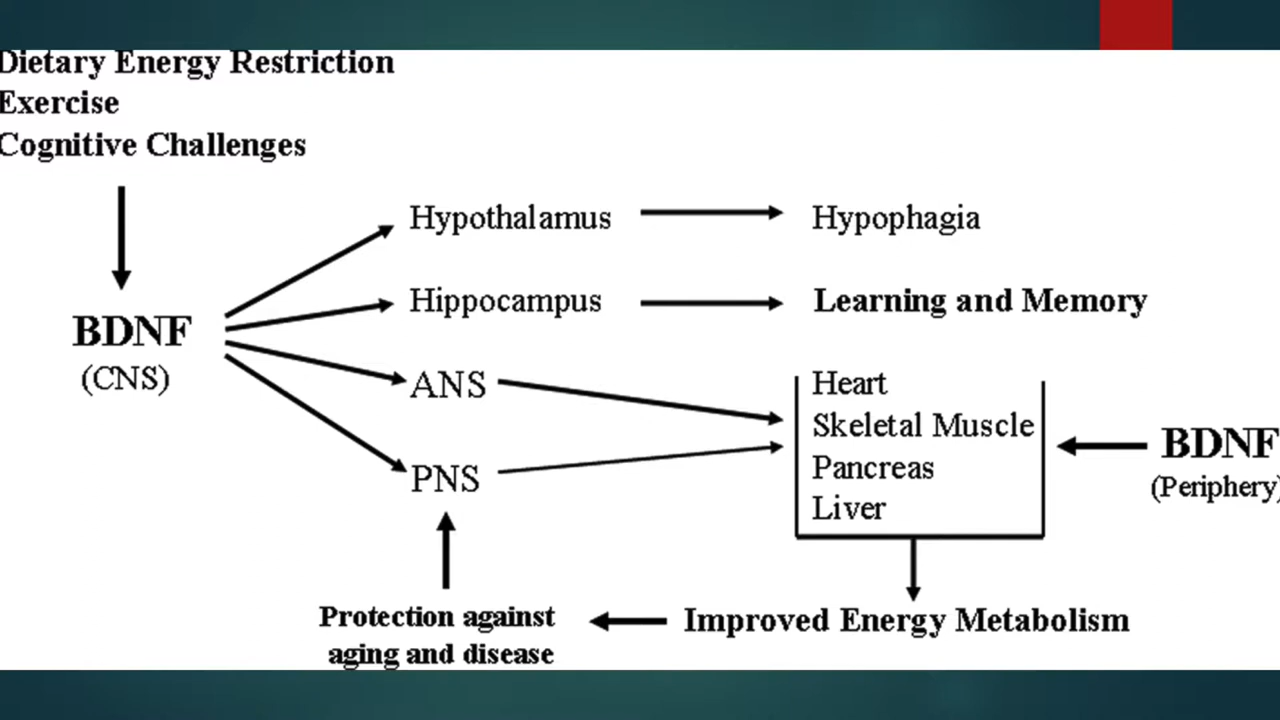 Dietary Energy Restriction
Exercise
Cognitive Challenges
Hypothalamus
Hypophagia
Hippocampus
Learning and Memory
BDNF
(CNS)
ANS
PNS
Heart
Skeletal Muscle
Pancreas
Liver
BDNF
(Periphery)
Improved Energy Metabolism
Protection against
aging and disease